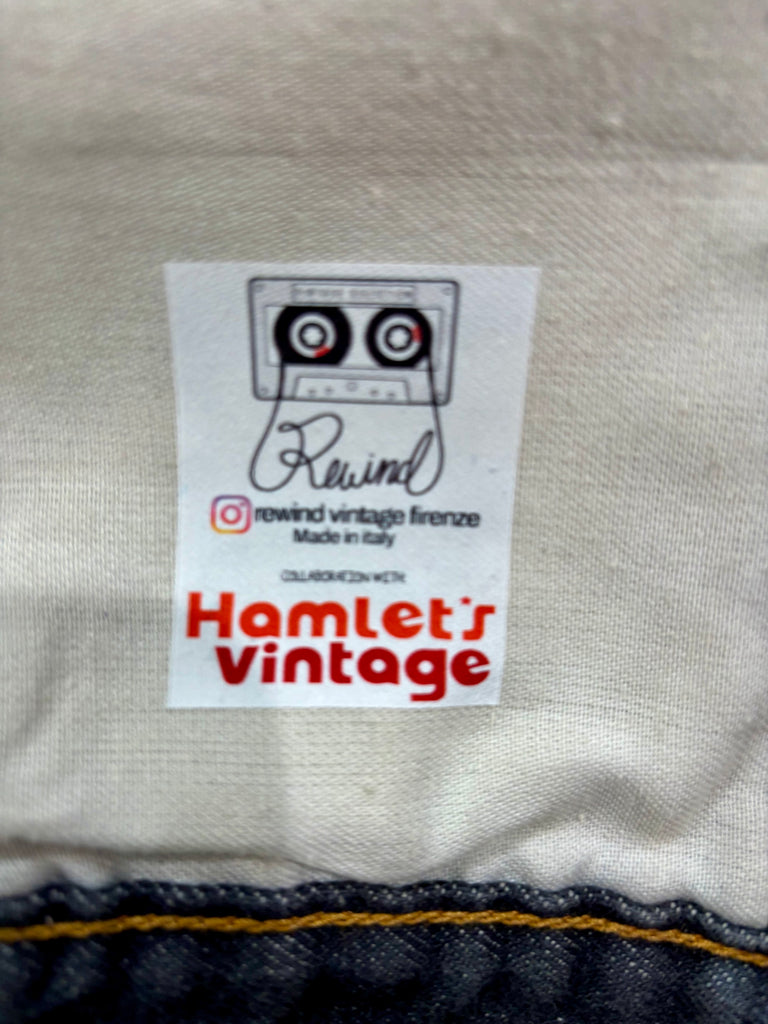 Rewind
rewind vintage firenze
Made in italy
COLLABORATION WITH:
Hamlet's
vintage